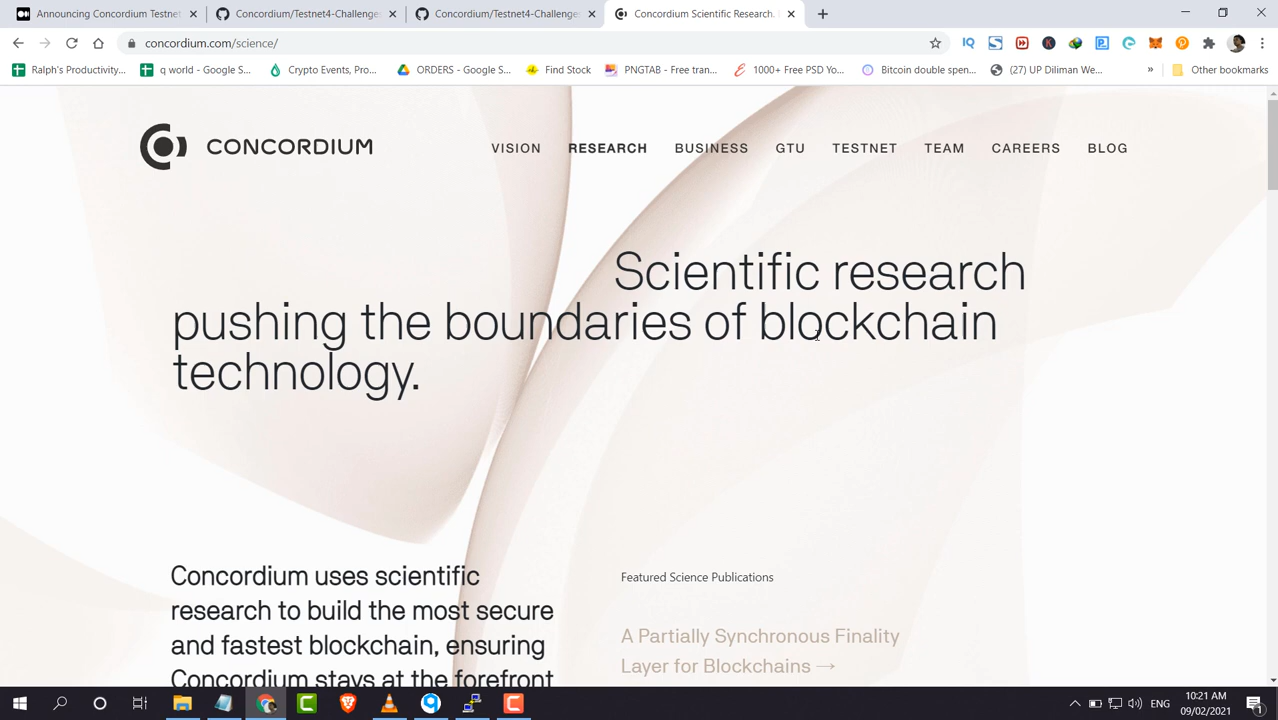 Announcing Concordium Testnet
Concordium/Testnet4-Challenge
Concordium/Testnet4-Challenges
Concordium Scientific Research.
concordium.com/science/
Ralph's Productivity...
q world - Google S...
Crypto Events, Pro...
ORDERS - Google S...
Find Stock
PNGTAB - Free tran...
1000+ Free PSD Yo...
Bitcoin double spen...
(27) UP Diliman We...
»
Other bookmarks
CONCORDIUM
VISION RESEARCH BUSINESS GTU TESTNET TEAM CAREERS BLOG
Scientific research
pushing the boundaries of blockchain
technology.
Concordium uses scientific
research to build the most secure
and fastest blockchain, ensuring
Concordium stays at the forefront
Featured Science Publications
A Partially Synchronous Finality
Layer for Blockchains →
ENG
10:21 AM
09/02/2021
1